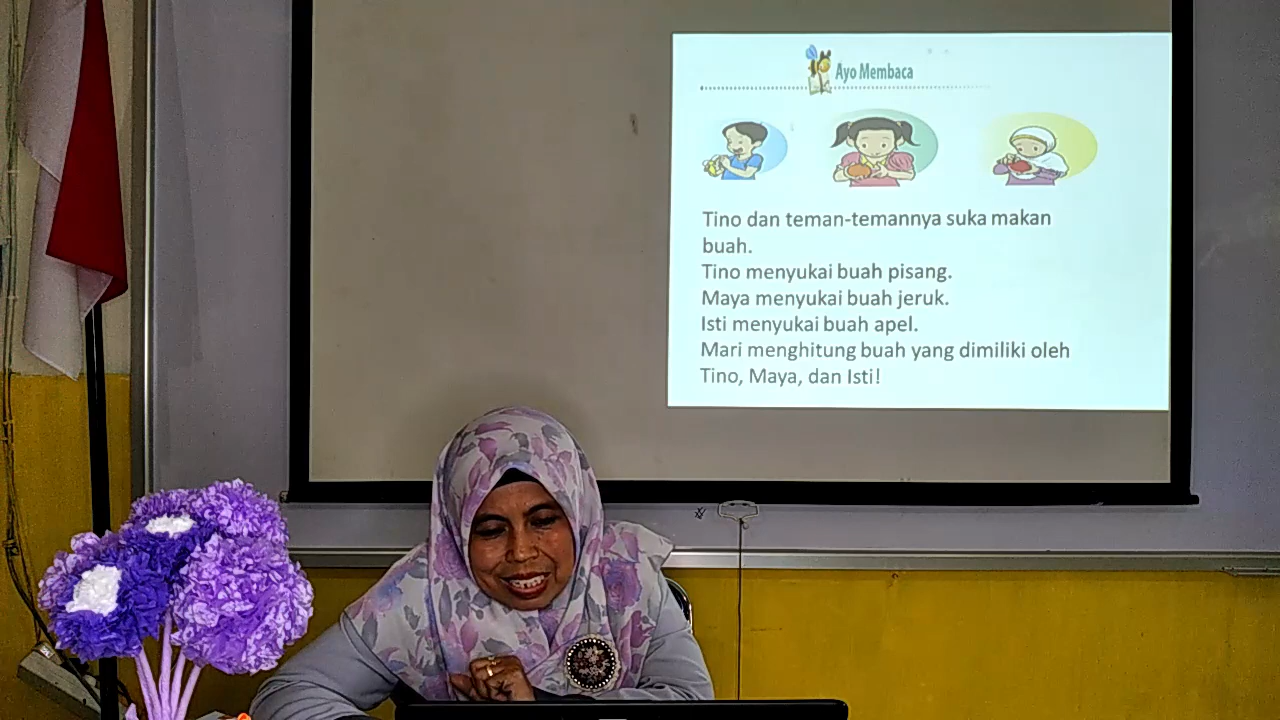 Ayo Membaca
Tino dan teman-temannya suka makan
buah.
Tino menyukai buah pisang.
Maya menyukai buah jeruk.
Isti menyukai buah apel.
Mari menghitung buah yang dimiliki oleh
Tino, Maya, dan Isti!